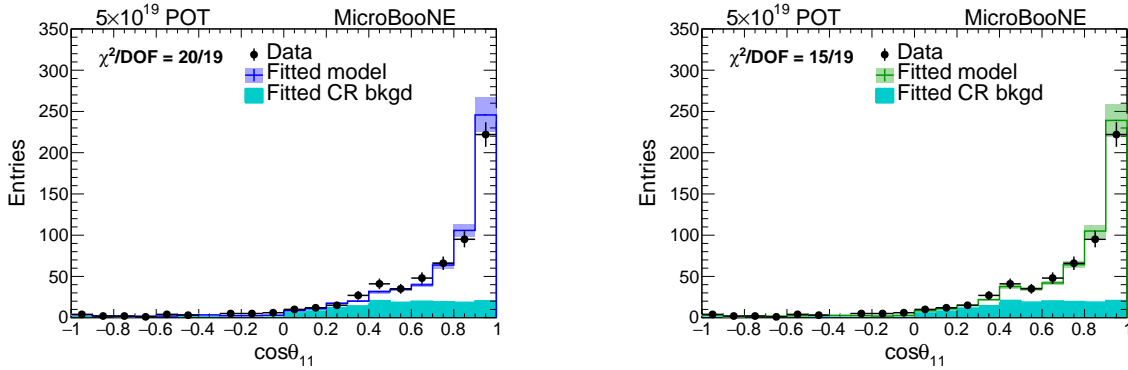 5×10¹⁹ POT MicroBooNE
350
300
250
200
150
100
50
0
Entries
χ²/DOF = 20/19
Data
Fitted model
Fitted CR bkgd
−1 −0.8 −0.6 −0.4 −0.2 0 0.2 0.4 0.6 0.8 1
cosθ₁₁
5×10¹⁹ POT MicroBooNE
350
300
250
200
150
100
50
0
Entries
χ²/DOF = 15/19
Data
Fitted model
Fitted CR bkgd
−1 −0.8 −0.6 −0.4 −0.2 0 0.2 0.4 0.6 0.8 1
cosθ₁₁